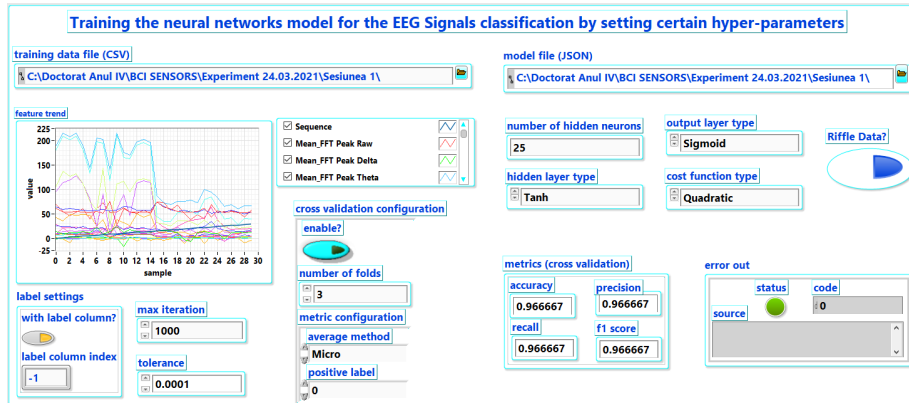 Training the neural networks model for the EEG Signals classification by setting certain hyper-parameters
training data file (CSV)
C:\Doctorat Anul IV\BCI SENSORS\Experiment 24.03.2021\Sesiunea 1\
model file (JSON)
C:\Doctorat Anul IV\BCI SENSORS\Experiment 24.03.2021\Sesiunea 1\
feature trend
225
200
150
100
50
0
-25
value
0 2 4 6 8 10 12 14 16 18 20 22 24 26 28 30
sample
Sequence
Mean_FFT Peak Raw
Mean_FFT Peak Delta
Mean_FFT Peak Theta
number of hidden neurons
25
output layer type
Sigmoid
Riffle Data?
hidden layer type
Tanh
cost function type
Quadratic
cross validation configuration
enable?
number of folds
3
metric configuration
average method
Micro
positive label
0
label settings
with label column?
label column index
-1
max iteration
1000
tolerance
0.0001
metrics (cross validation)
accuracy
0.966667
precision
0.966667
recall
0.966667
f1 score
0.966667
error out
status
code
0
source